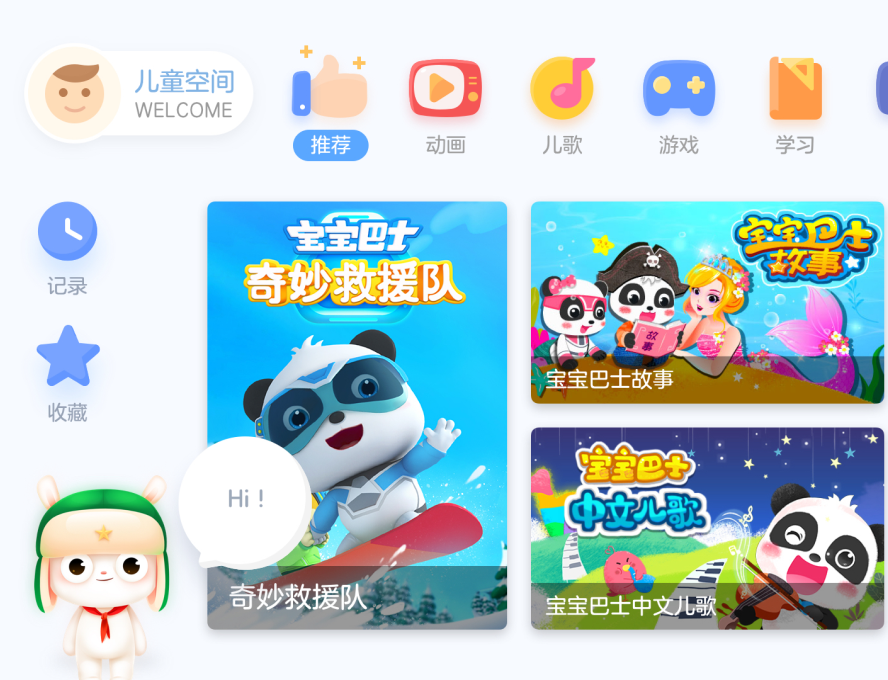 儿童空间
WELCOME
推荐
动画
儿歌
游戏
学习
记录
收藏
Hi !
宝宝巴士
奇妙救援队
奇妙救援队
宝宝巴士
故事
故事
宝宝巴士故事
宝宝巴士
中文儿歌
宝宝巴士中文儿歌